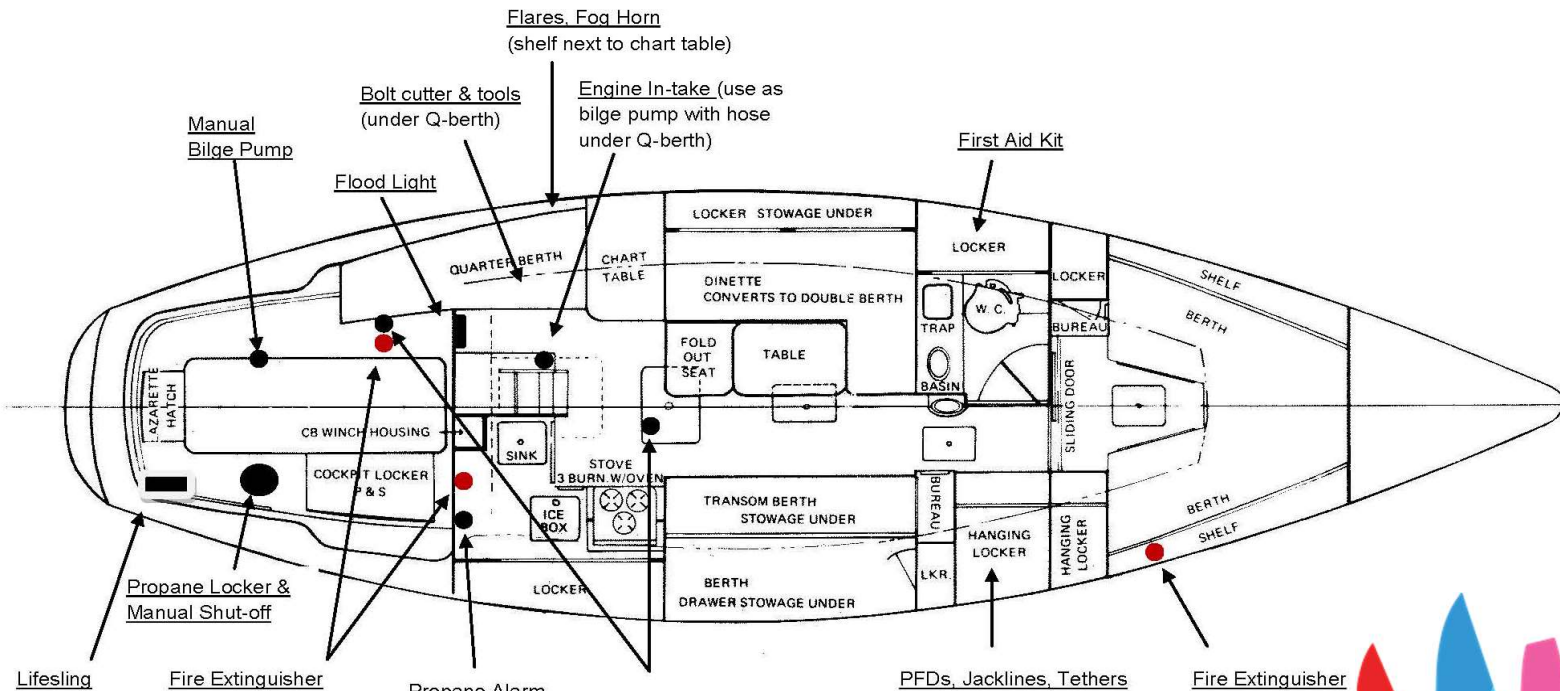 Flares, Fog Horn
(shelf next to chart table)
Bolt cutter & tools
(under Q-berth)
Engine In-take (use as
bilge pump with hose
under Q-berth)
Manual
Bilge Pump
Flood Light
First Aid Kit
LOCKER STOWAGE UNDER
LOCKER
LOCKER
SHELF
QUARTER BERTH
CHART
TABLE
DINETTE
CONVERTS TO DOUBLE BERTH
TRAP
W. C.
BUREAU
BERTH
FOLD
OUT
SEAT
TABLE
BASIN
AZARETTE
HATCH
CB WINCH HOUSING
SINK
SLIDING DOOR
COCKPIT LOCKER
P & S
STOVE
3 BURN. W/OVEN
ICE
BOX
TRANSOM BERTH
STOWAGE UNDER
BUREAU
HANGING
LOCKER
HANGING
LOCKER
BERTH
SHELF
LOCKER
BERTH
DRAWER STOWAGE UNDER
LKR.
Propane Locker &
Manual Shut-off
Lifesling
Fire Extinguisher
Propane Alarm
PFDs, Jacklines, Tethers
Fire Extinguisher